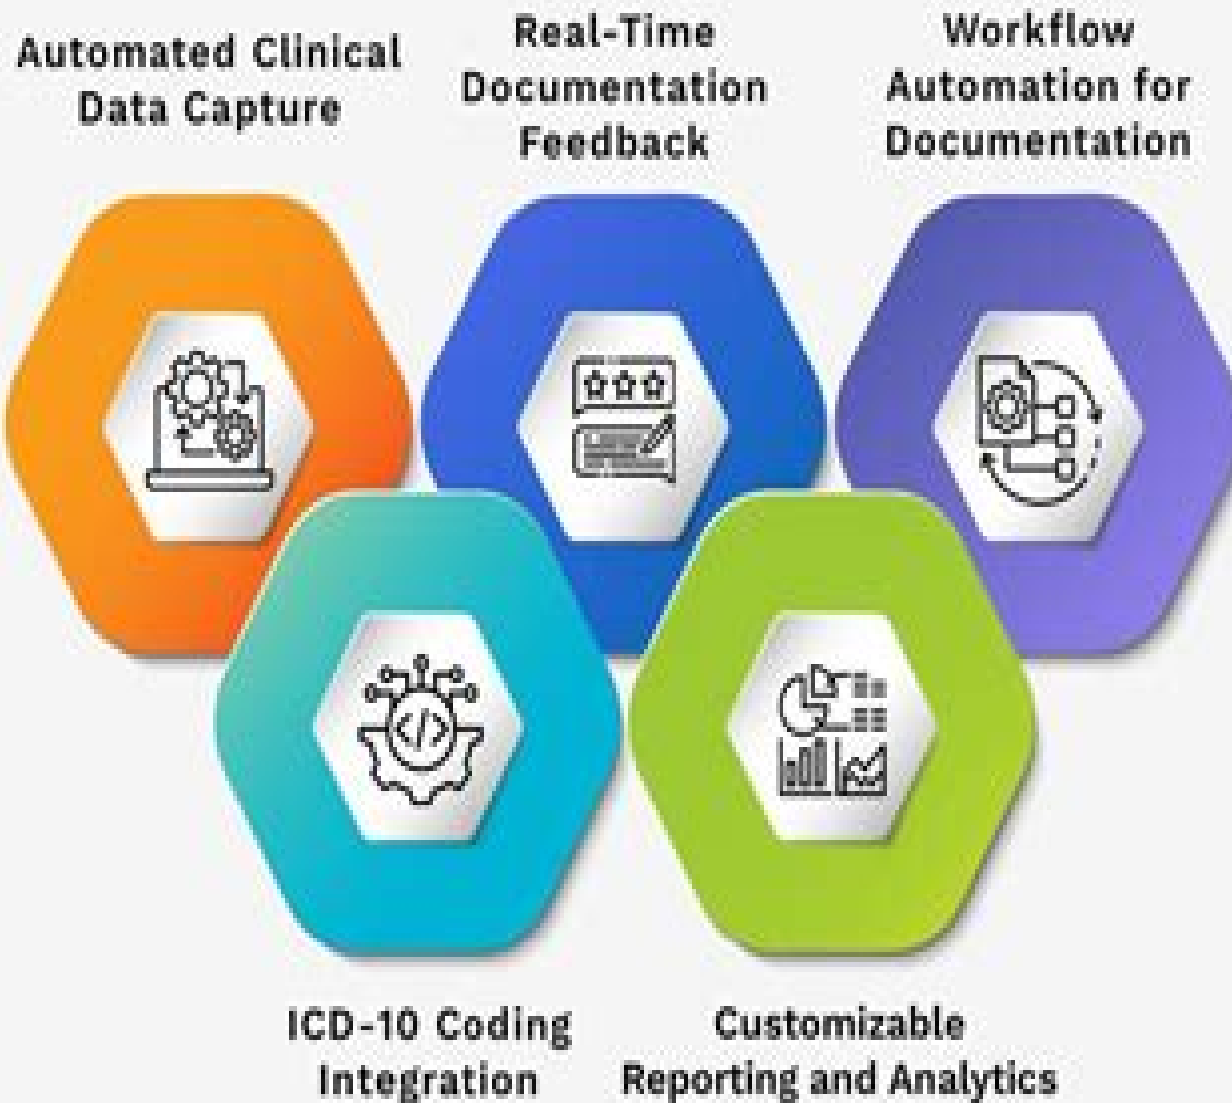 Automated Clinical
Data Capture
Real-Time
Documentation
Feedback
Workflow
Automation for
Documentation
ICD-10 Coding
Integration
Customizable
Reporting and Analytics